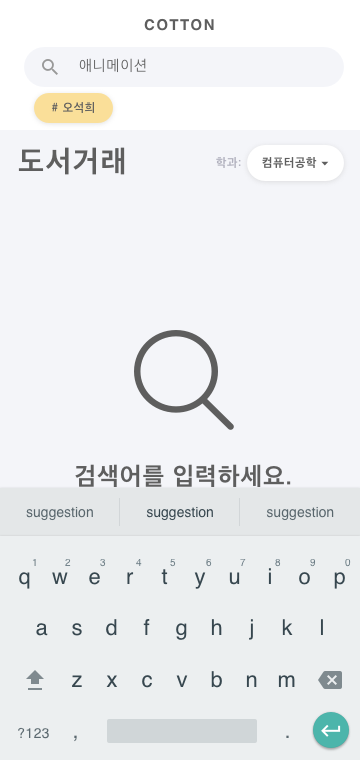 COTTON
애니메이션
# 오석희
도서거래
학과: 컴퓨터공학
검색어를 입력하세요.
suggestion suggestion suggestion
1 2 3 4 5 6 7 8 9 0
q w e r t y u i o p
a s d f g h j k l
z x c v b n m
?123 , .